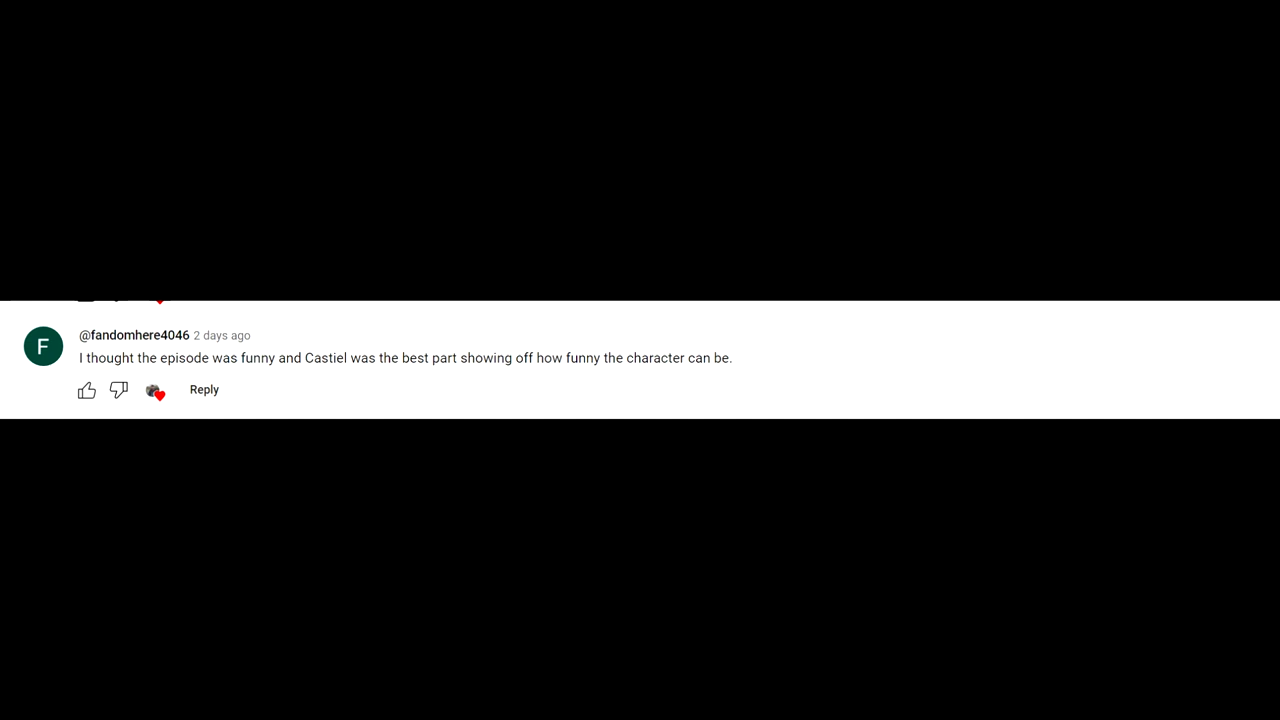 F
@fandomhere4046 2 days ago
I thought the episode was funny and Castiel was the best part showing off how funny the character can be.
Reply